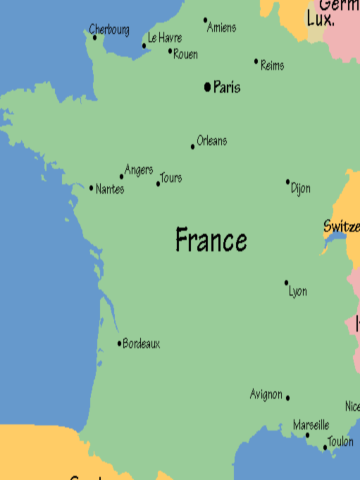 Germ
Lux.
Amiens
Cherbourg
Le Havre
Rouen
Reims
Paris
Orleans
Angers
Tours
Nantes
Dijon
Switze
France
Lyon
Bordeaux
Avignon
Nice
Marseille
Toulon